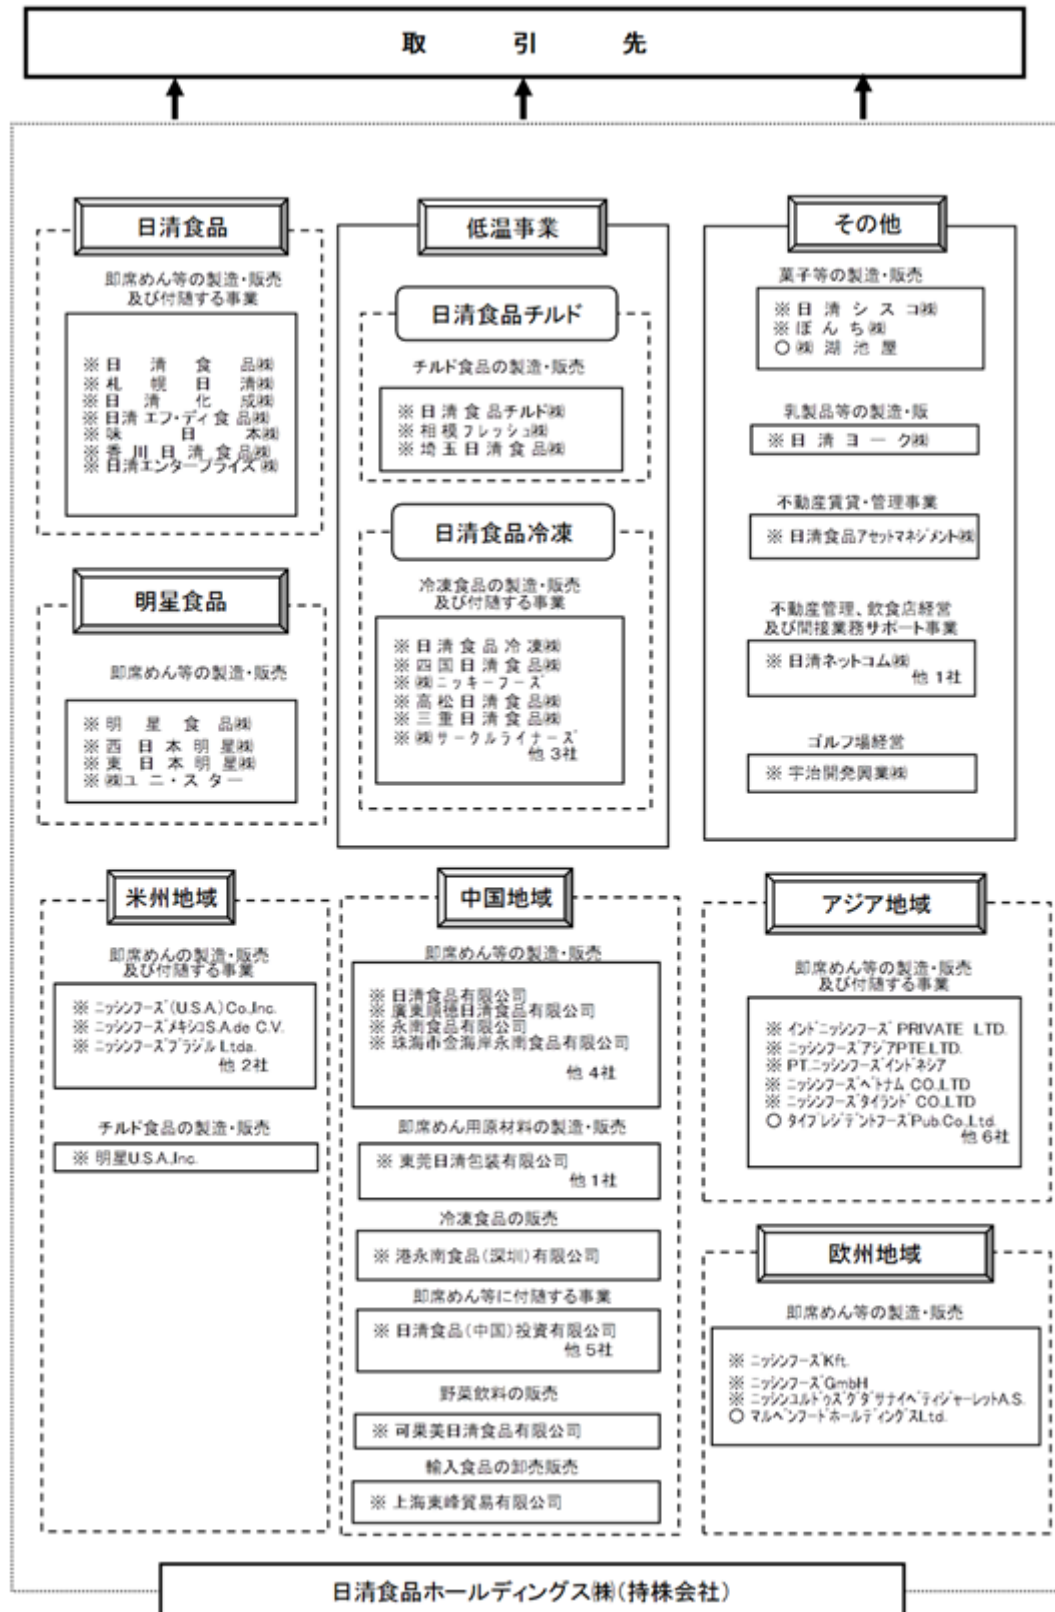 取引先
日清食品
即席めん等の製造・販売
及び付随する事業
※日清食品㈱
※札幌日清㈱
※日清化成㈱
※日清エフ・ディ食品㈱
※味日本㈱
※香川日清食品㈱
※日清エンタープライズ㈱
明星食品
即席めん等の製造・販売
※明星食品㈱
※西日本明星㈱
※東日本明星㈱
※㈱ユニ・スター
低温事業
日清食品チルド
チルド食品の製造・販売
※日清食品チルド㈱
※相模フレッシュ㈱
※埼玉日清食品㈱
日清食品冷凍
冷凍食品の製造・販売
及び付随する事業
※日清食品冷凍㈱
※四国日清食品㈱
※㈱ニッキーフーズ
※高松日清食品㈱
※三重日清食品㈱
※㈱サークルライナーズ
他 3社
その他
菓子等の製造・販売
※日清シスコ㈱
※ぼんち㈱
○㈱湖池屋
乳製品等の製造・販
※日清ヨーク㈱
不動産賃貸・管理事業
※ 日清食品アセットマネジメント㈱
不動産管理、飲食店経営
及び間接業務サポート事業
※ 日清ネットコム㈱
他 1社
ゴルフ場経営
※ 宇治開発興業㈱
米州地域
即席めんの製造・販売
及び付随する事業
※ ニッシンフーズ(U.S.A.)Co.,Inc.
※ ニッシンフーズメキシコS.A.de C.V.
※ ニッシンフーズブラジルLtda.
他 2社
チルド食品の製造・販売
※ 明星U.S.A.,Inc.
中国地域
即席めん等の製造・販売
※ 日清食品有限公司
※ 廣東順徳日清食品有限公司
※ 永南食品有限公司
※ 珠海市金海岸永南食品有限公司
他 4社
即席めん用原材料の製造・販売
※ 東莞日清包装有限公司
他 1社
冷凍食品の販売
※ 港永南食品(深圳)有限公司
即席めん等に付随する事業
※ 日清食品(中国)投資有限公司
他 5社
野菜飲料の販売
※ 可果美日清食品有限公司
輸入食品の卸売販売
※ 上海東峰貿易有限公司
アジア地域
即席めん等の製造・販売
及び付随する事業
※ インドニッシンフーズ PRIVATE LTD.
※ ニッシンフーズアジアPTE.LTD.
※ PT.ニッシンフーズインドネシア
※ ニッシンフーズベトナム CO.,LTD
※ ニッシンフーズタイランド CO.,LTD
○ タイプレジデントフーズPub.Co.,Ltd.
他 6社
欧州地域
即席めん等の製造・販売
※ ニッシンフーズKft.
※ ニッシンフーズGmbH
※ ニッシンユルドゥズグダサナイベティジャーレットA.S.
○ マルベンフードホールディングスLtd.
日清食品ホールディングス㈱(持株会社)